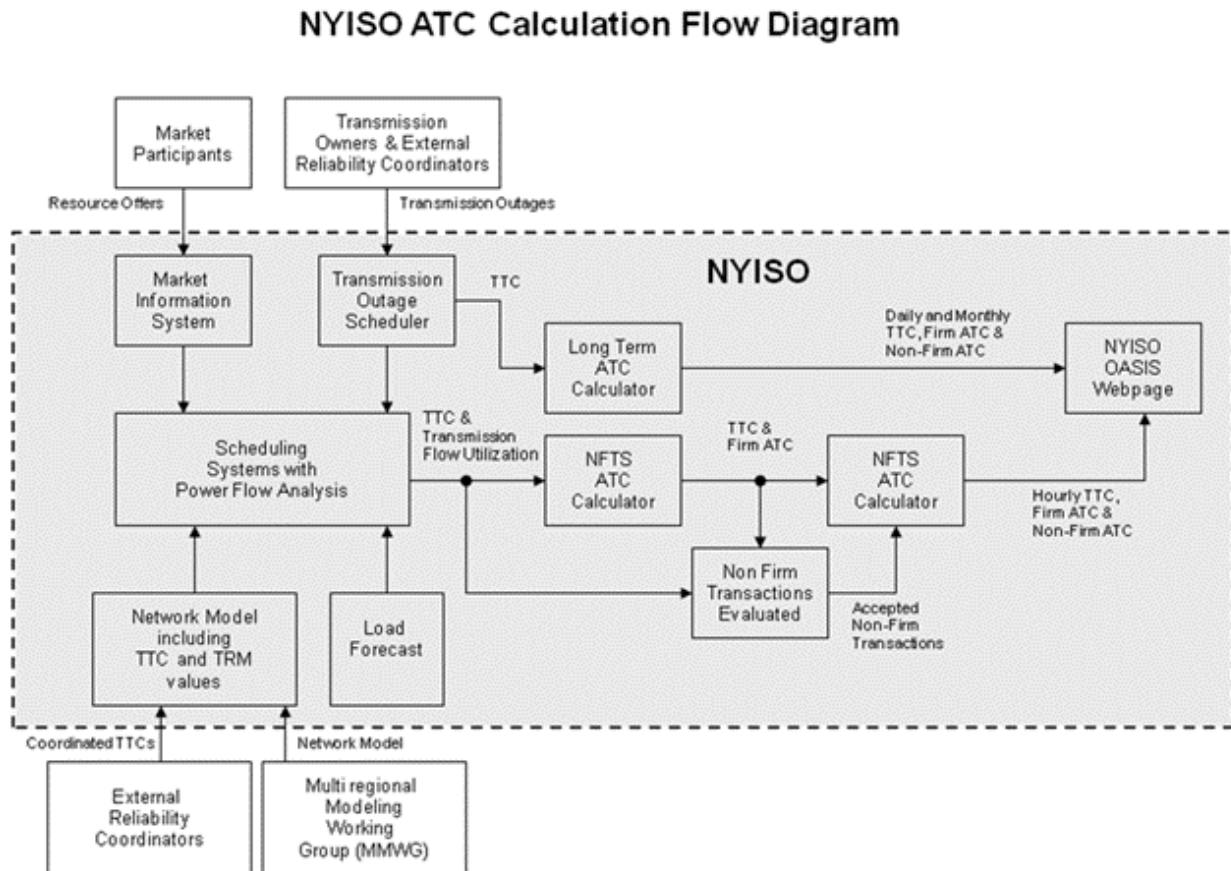 NYISO ATC Calculation Flow Diagram
Market
Participants
Transmission
Owners & External
Reliability Coordinators
Resource Offers
Transmission Outages
NYISO
Market
Information
System
Transmission
Outage
Scheduler
TTC
Long Term
ATC
Calculator
Daily and Monthly
TTC, Firm ATC &
Non-Firm ATC
NYISO
OASIS
Webpage
Scheduling
Systems with
Power Flow Analysis
TTC &
Transmission
Flow Utilization
NFTS
ATC
Calculator
TTC &
Firm ATC
NFTS
ATC
Calculator
Hourly TTC,
Firm ATC &
Non-Firm ATC
Non Firm
Transactions
Evaluated
Accepted
Non-Firm
Transactions
Network Model
including
TTC and TRM
values
Load
Forecast
Coordinated TTCs
Network Model
External
Reliability
Coordinators
Multi regional
Modeling
Working
Group (MMWG)